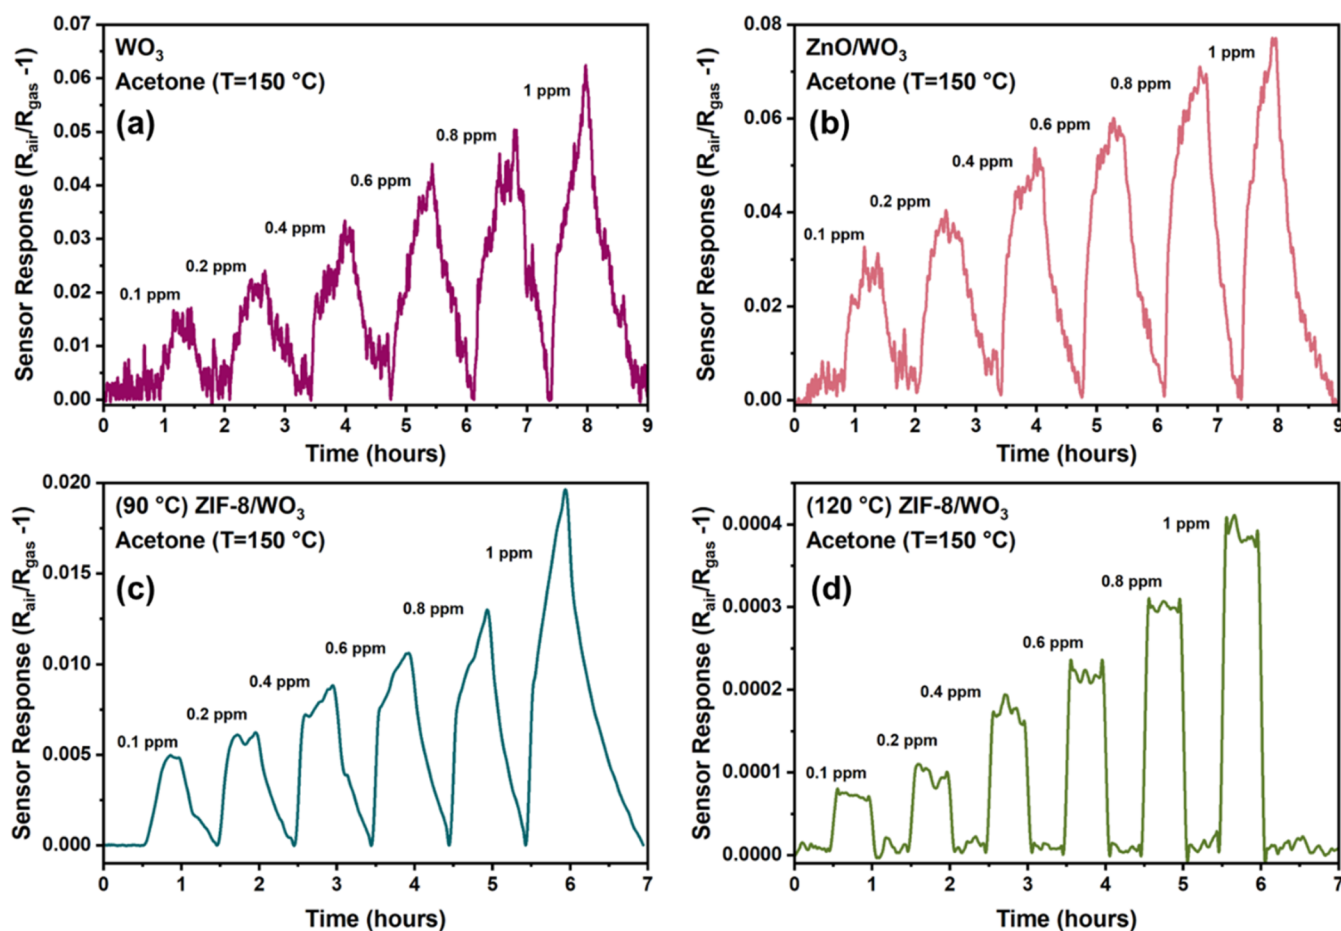 WO3
Acetone (T=150 °C)
(a)
0.1 ppm
0.2 ppm
0.4 ppm
0.6 ppm
0.8 ppm
1 ppm
Sensor Response (Rair/Rgas -1)
0.07
0.06
0.05
0.04
0.03
0.02
0.01
0.00
0 1 2 3 4 5 6 7 8 9
Time (hours)
ZnO/WO3
Acetone (T=150 °C)
(b)
0.1 ppm
0.2 ppm
0.4 ppm
0.6 ppm
0.8 ppm
1 ppm
Sensor Response (Rair/Rgas -1)
0.08
0.06
0.04
0.02
0.00
0 1 2 3 4 5 6 7 8 9
Time (hours)
(90 °C) ZIF-8/WO3
Acetone (T=150 °C)
(c)
0.1 ppm
0.2 ppm
0.4 ppm
0.6 ppm
0.8 ppm
1 ppm
Sensor Response (Rair/Rgas -1)
0.020
0.015
0.010
0.005
0.000
0 1 2 3 4 5 6 7
Time (hours)
(120 °C) ZIF-8/WO3
Acetone (T=150 °C)
(d)
0.1 ppm
0.2 ppm
0.4 ppm
0.6 ppm
0.8 ppm
1 ppm
Sensor Response (Rair/Rgas -1)
0.0004
0.0003
0.0002
0.0001
0.0000
0 1 2 3 4 5 6 7
Time (hours)